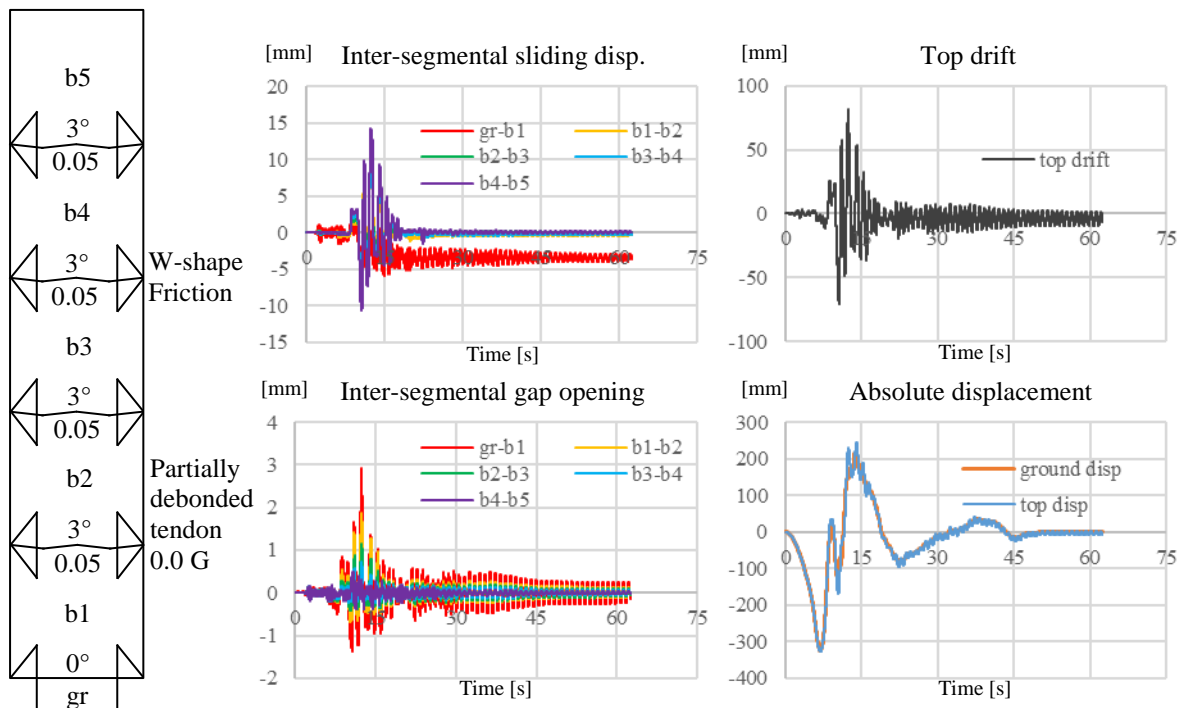 b5
3°
0.05
b4
3°
0.05
W-shape
Friction
b3
3°
0.05
b2
Partially
debonded
tendon
0.0 G
3°
0.05
b1
0°
gr
[mm]
Inter-segmental sliding disp.
20
15
10
5
0
-5
-10
-15
0 15 30 45 60 75
gr-b1
b1-b2
b2-b3
b3-b4
b4-b5
Time [s]
[mm]
Top drift
100
50
0
-50
-100
0 15 30 45 60 75
top drift
Time [s]
[mm]
Inter-segmental gap opening
4
3
2
1
0
-1
-2
0 15 30 45 60 75
gr-b1
b1-b2
b2-b3
b3-b4
b4-b5
Time [s]
[mm]
Absolute displacement
300
200
100
0
-100
-200
-300
-400
0 15 30 45 60 75
ground disp
top disp
Time [s]